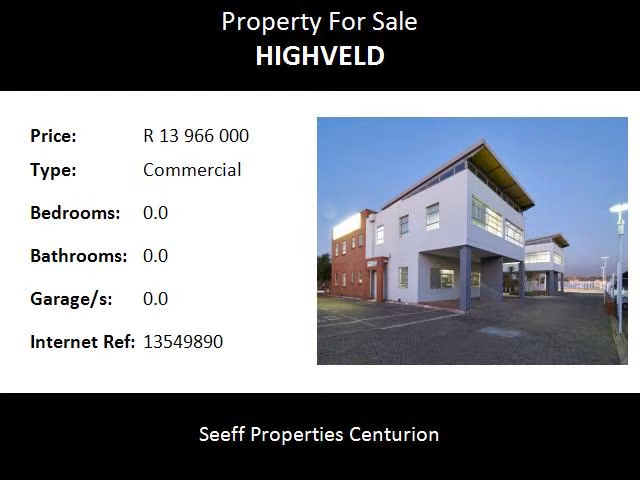 Property For Sale
HIGHVELD
Price: R 13 966 000
Type: Commercial
Bedrooms: 0.0
Bathrooms: 0.0
Garage/s: 0.0
Internet Ref: 13549890
Seeff Properties Centurion